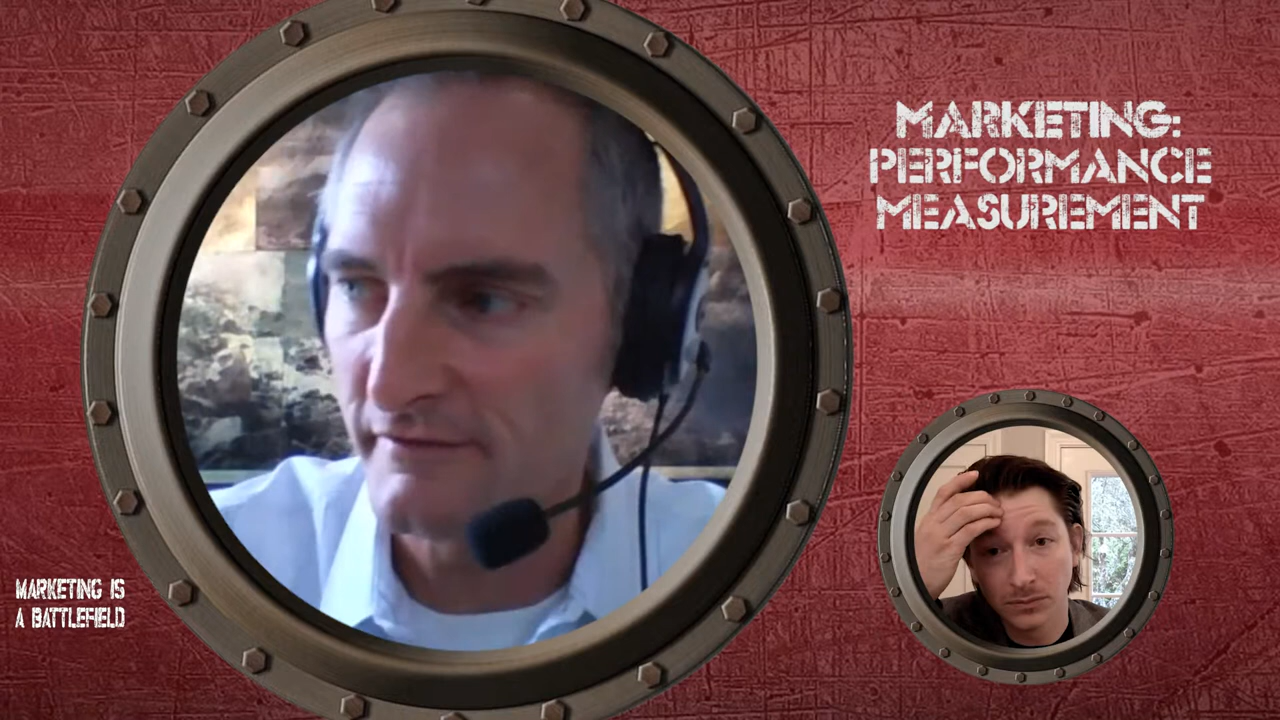 MARKETING:
PERFORMANCE
MEASUREMENT
MARKETING IS
A BATTLEFIELD